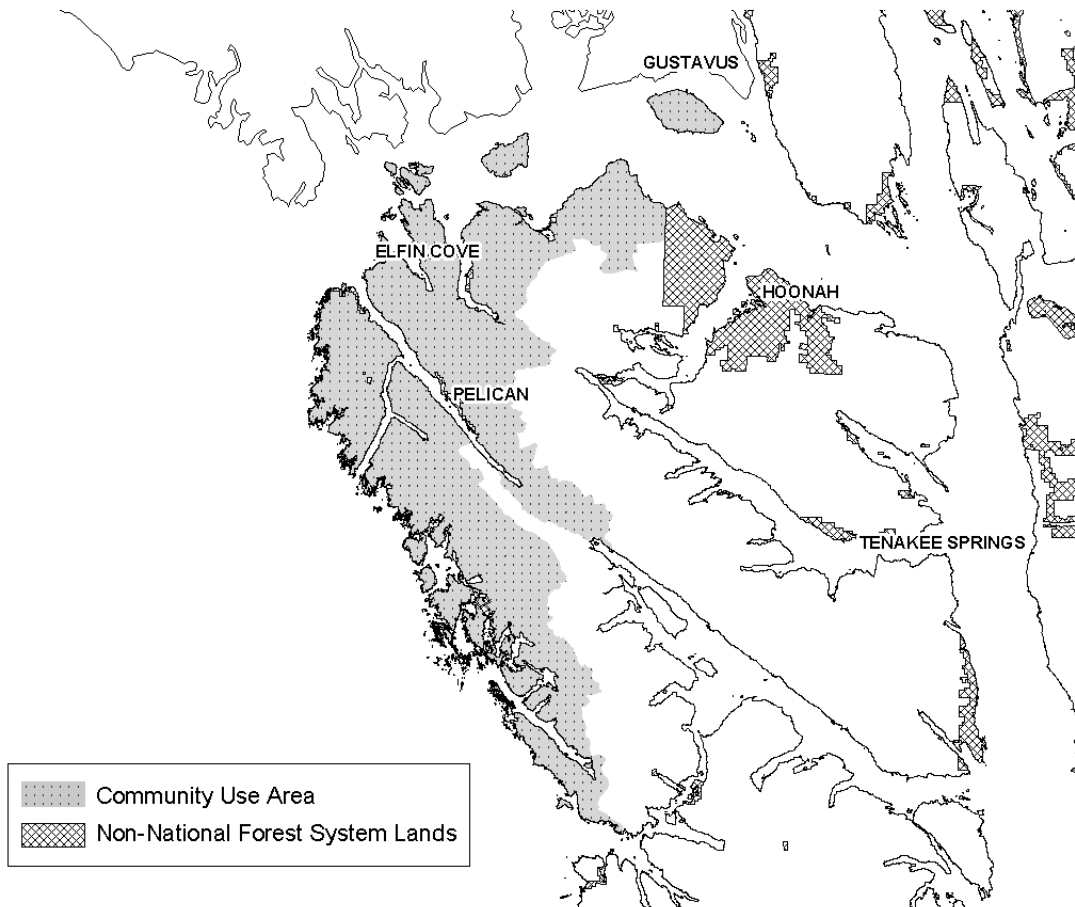 GUSTAVUS
ELFIN COVE
HOONAH
PELICAN
TENAKEE SPRINGS
Community Use Area
Non-National Forest System Lands